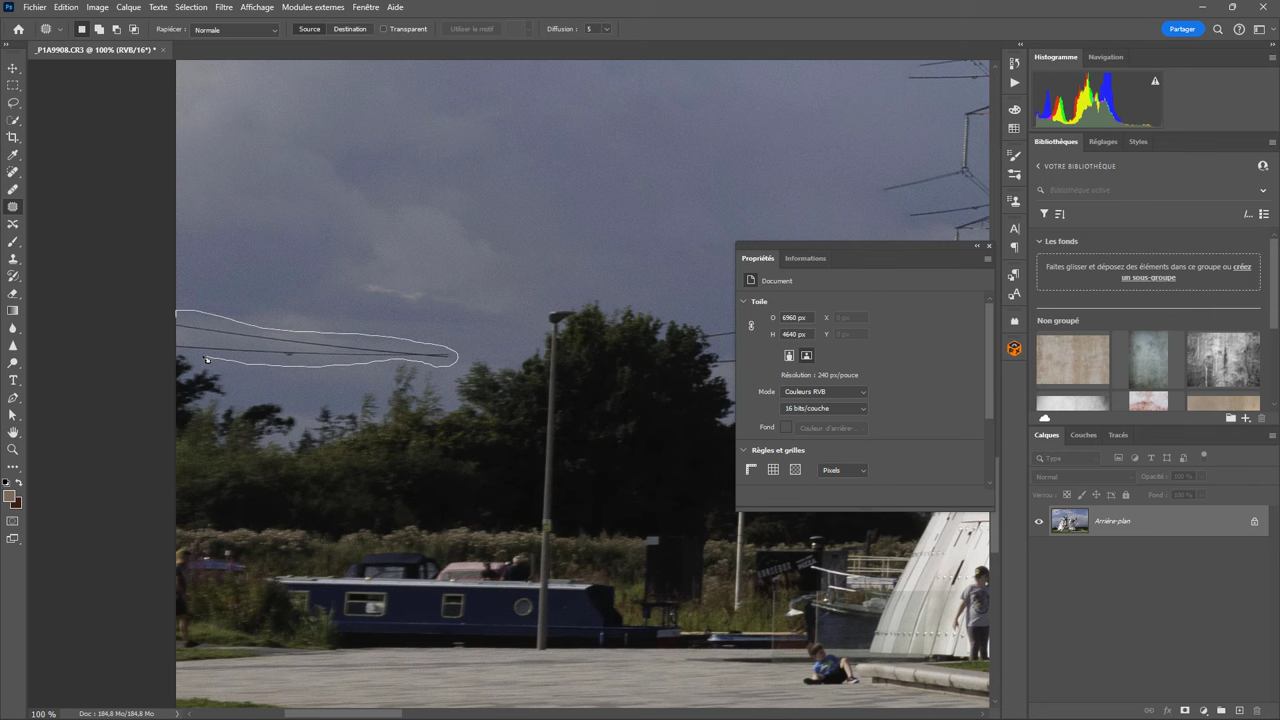 Ps Fichier Edition Image Calque Texte Sélection Filtre Affichage Modules externes Fenêtre Aide
Rapiécer : Normale Source Destination Transparent Utiliser le motif Diffusion : 5 Partager
_P1A9908.CR3 @ 100% (RVB/16*) *
Histogramme Navigation
Bibliothèques Réglages Styles
VOTRE BIBLIOTHÈQUE
Bibliothèque active
Les fonds
Faites glisser et déposez des éléments dans ce groupe ou créez
un sous-groupe
Non groupé
Propriétés Informations
Document
Toile
O 6960 px X 0 px
H 4640 px Y 0 px
Résolution : 240 px/pouce
Mode Couleurs RVB
16 bits/couche
Fond Couleur d'arrière-...
Règles et grilles
Pixels
Calques Couches Tracés
Type
Normal Opacité : 100 %
Verrou : Fond : 100 %
Arrière-plan
fx
100 % Doc : 184,8 Mo/184,8 Mo